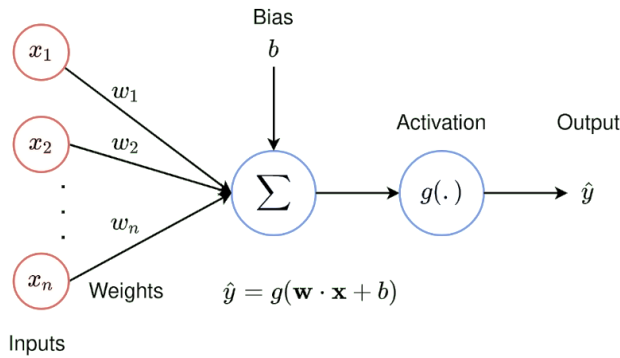 Bias
b
x₁
w₁
x₂
w₂
Activation
Output
∑
g(.)
ŷ
wₙ
xₙ
Weights
ŷ = g(w · x + b)
Inputs